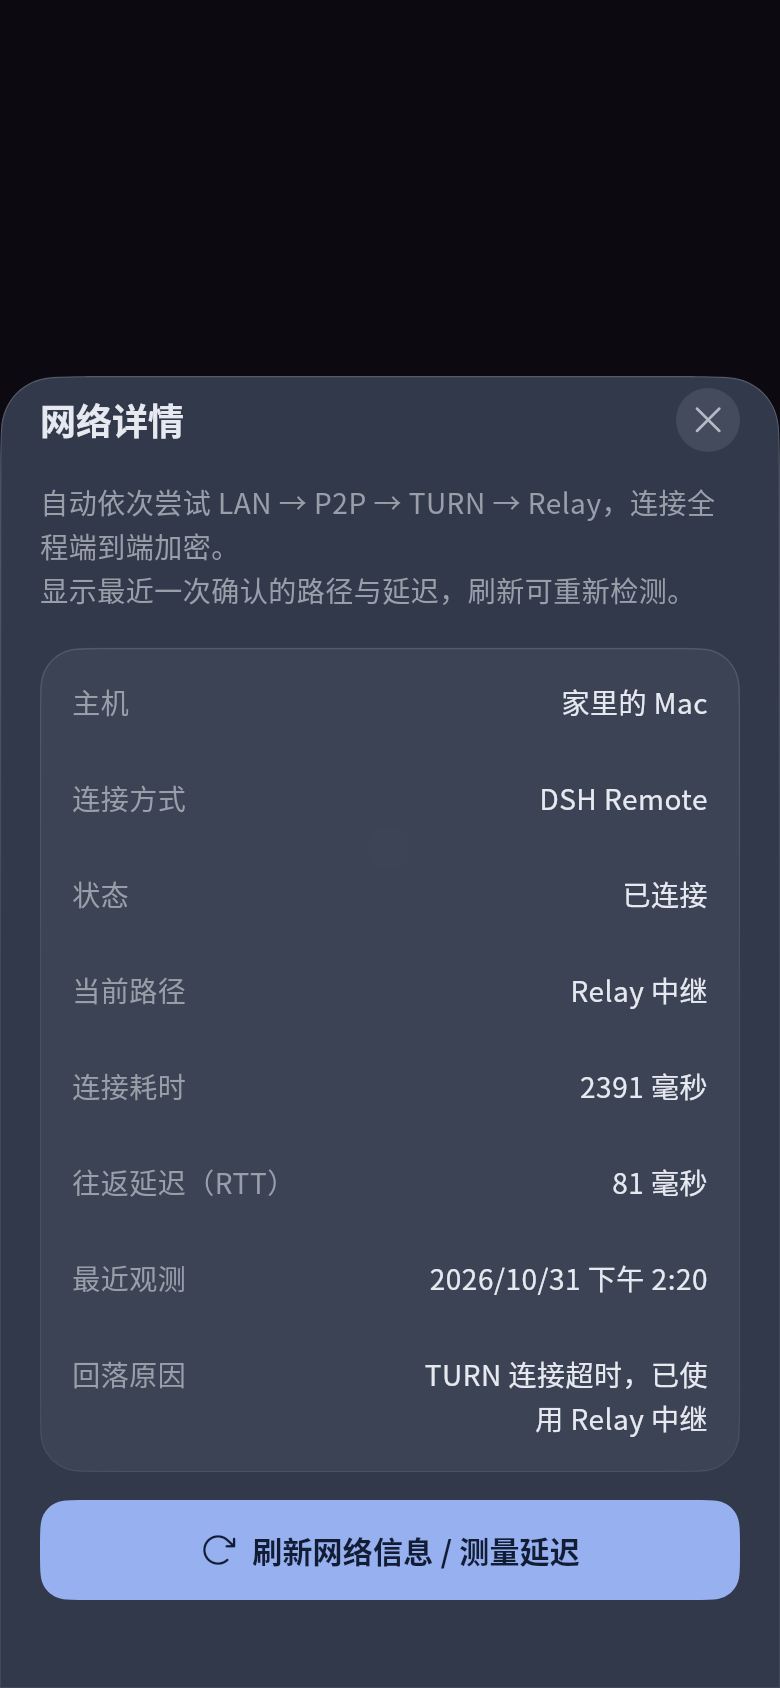 网络详情
自动依次尝试 LAN → P2P → TURN → Relay，连接全
程端到端加密。
显示最近一次确认的路径与延迟，刷新可重新检测。
主机 家里的 Mac
连接方式 DSH Remote
状态 已连接
当前路径 Relay 中继
连接耗时 2391 毫秒
往返延迟（RTT） 81 毫秒
最近观测 2026/10/31 下午 2:20
回落原因 TURN 连接超时，已使
用 Relay 中继
刷新网络信息 / 测量延迟